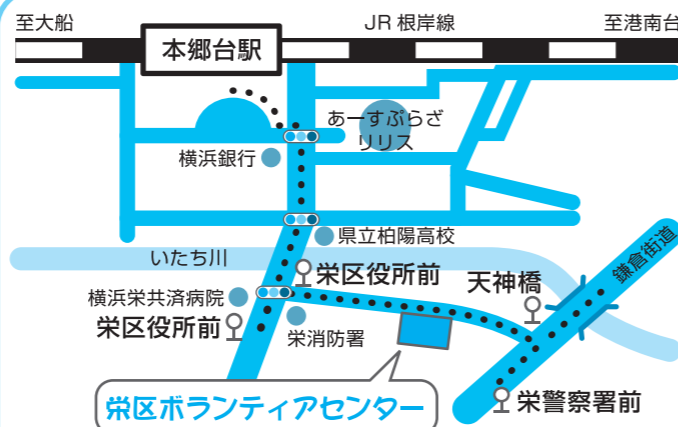 至大船
JR 根岸線
至港南台
本郷台駅
あーすぷらざ
リリス
横浜銀行
県立柏陽高校
いたち川
鎌倉街道
栄区役所前
天神橋
横浜栄共済病院
栄区役所前
栄消防署
栄区ボランティアセンター
栄警察署前